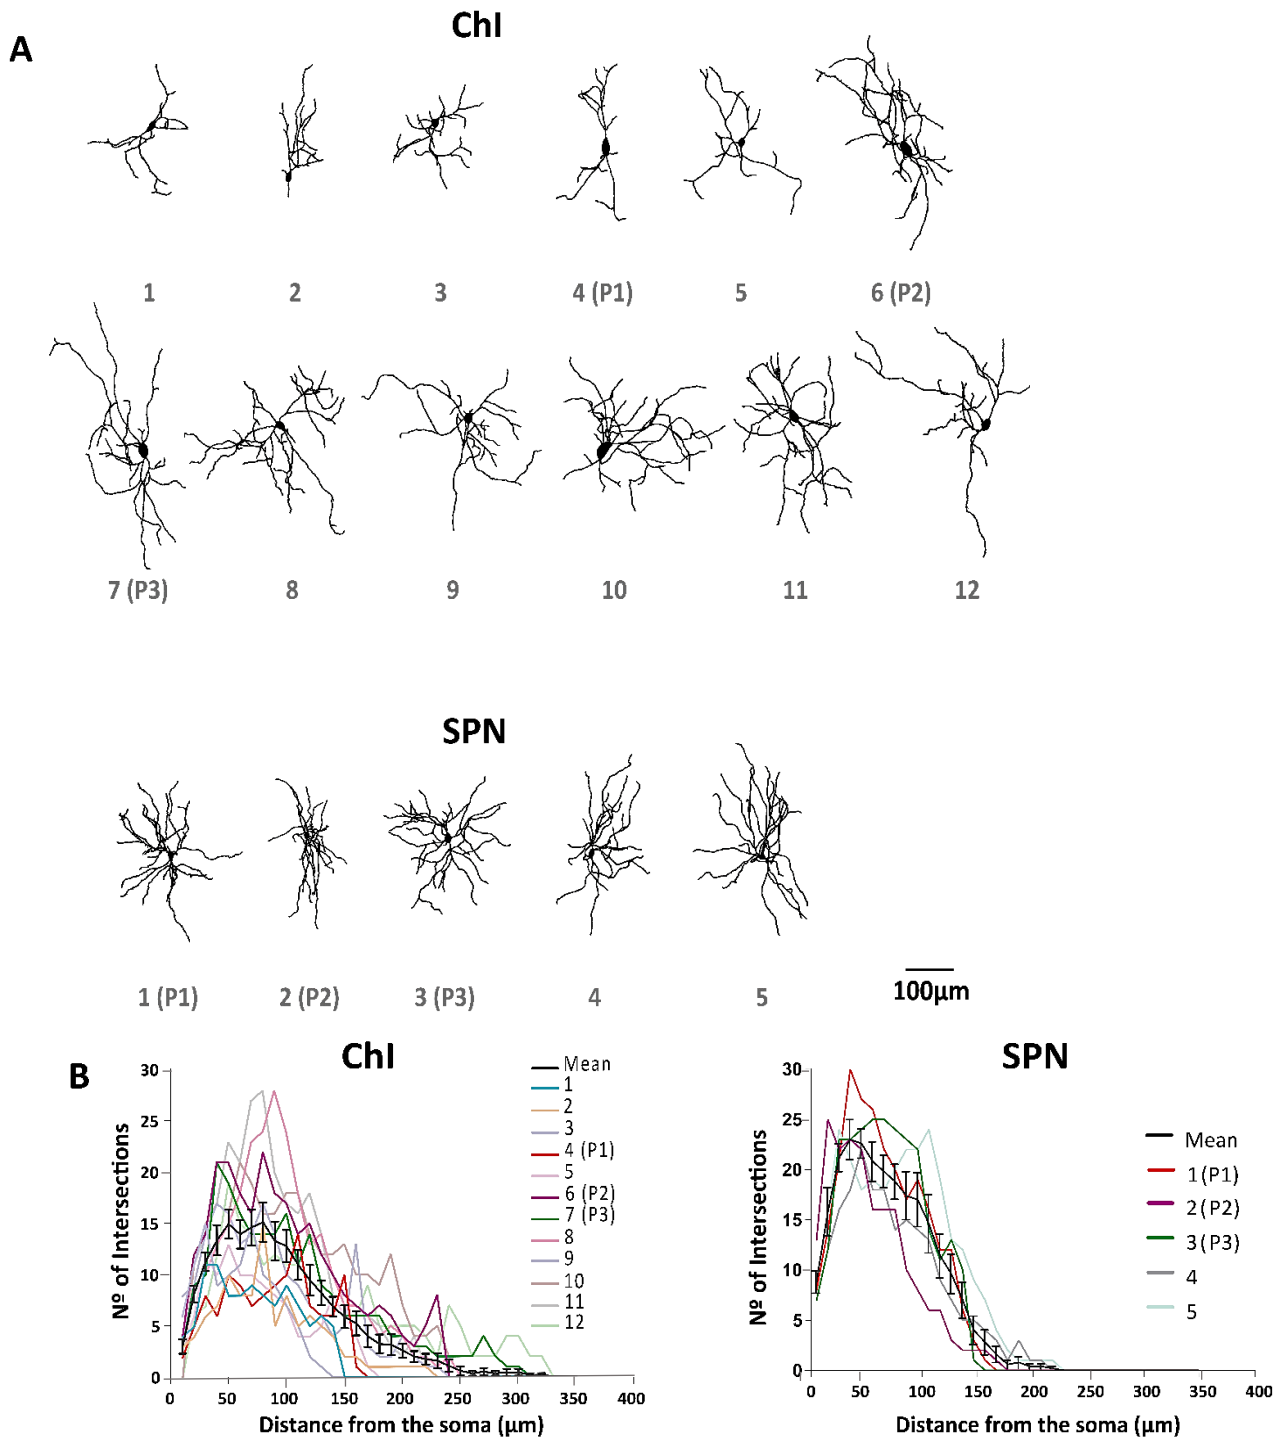 A
ChI
1 2 3 4 (P1) 5 6 (P2)
7 (P3) 8 9 10 11 12
SPN
1 (P1) 2 (P2) 3 (P3) 4 5
100μm
B
ChI
30
25
20
15
10
5
0
Nº of Intersections
0 50 100 150 200 250 300 350 400
Distance from the soma (μm)
Mean
1
2
3
4 (P1)
5
6 (P2)
7 (P3)
8
9
10
11
12
SPN
30
25
20
15
10
5
0
Nº of Intersections
0 50 100 150 200 250 300 350 400
Distance from the soma (μm)
Mean
1 (P1)
2 (P2)
3 (P3)
4
5